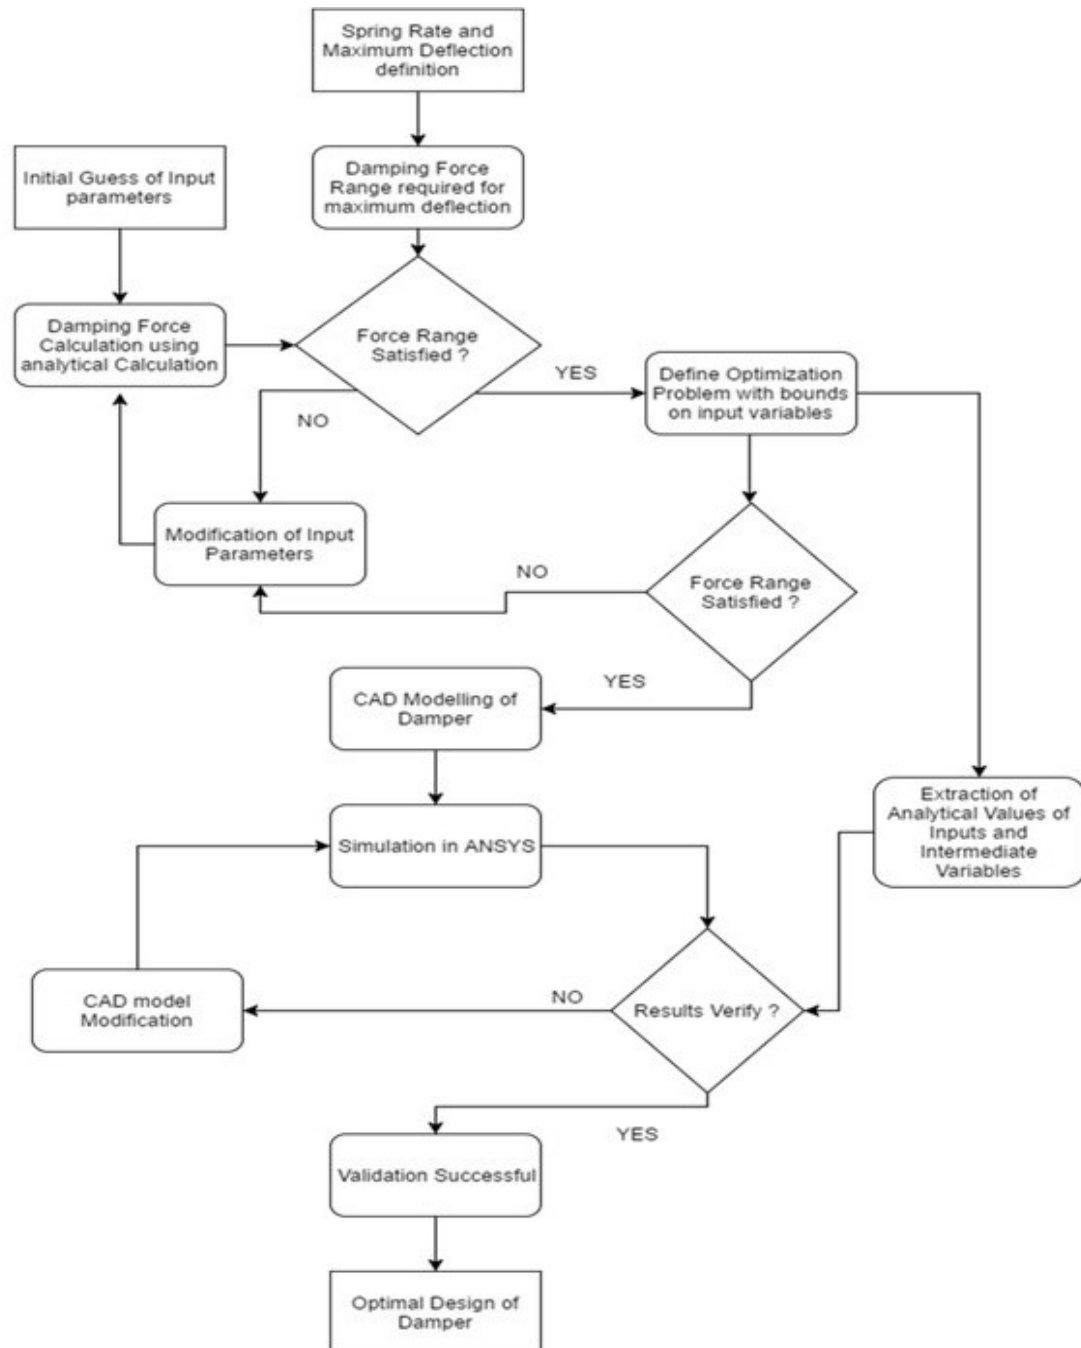 Spring Rate and
Maximum Deflection
definition
Initial Guess of Input
parameters
Damping Force
Range required for
maximum deflection
Damping Force
Calculation using
analytical Calculation
Force Range
Satisfied ?
YES
NO
Define Optimization
Problem with bounds
on input variables
Modification of Input
Parameters
NO
Force Range
Satisfied ?
YES
CAD Modelling of
Damper
Simulation in ANSYS
Extraction of
Analytical Values of
Inputs and
Intermediate
Variables
CAD model
Modification
NO
Results Verify ?
YES
Validation Successful
Optimal Design of
Damper